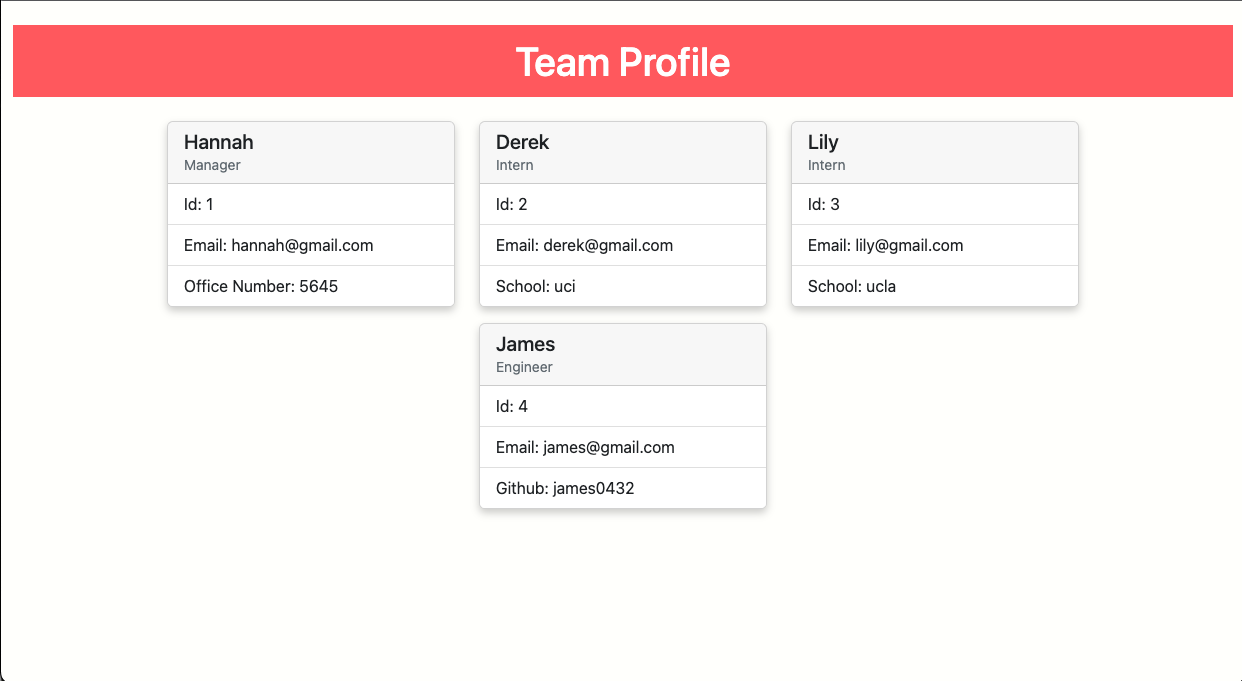 Team Profile
Hannah
Manager
Id: 1
Email: hannah@gmail.com
Office Number: 5645
Derek
Intern
Id: 2
Email: derek@gmail.com
School: uci
Lily
Intern
Id: 3
Email: lily@gmail.com
School: ucla
James
Engineer
Id: 4
Email: james@gmail.com
Github: james0432